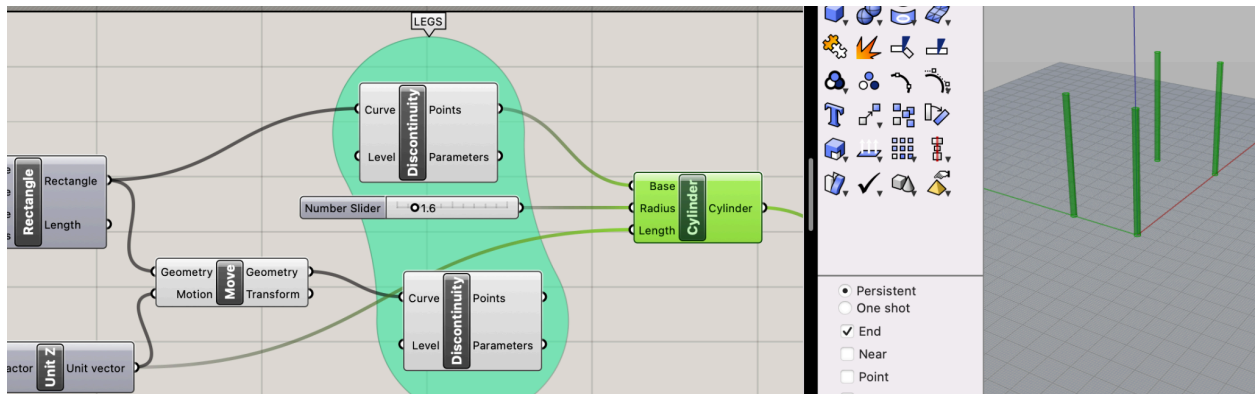 LEGS
Curve
Discontinuity
Points
Level
Parameters
Rectangle
Rectangle
Length
Number Slider
1.6
Base
Radius
Length
Cylinder
Cylinder
Geometry
Motion
Move
Geometry
Transform
Curve
Discontinuity
Points
Level
Parameters
actor
Unit Z
Unit vector
Persistent
One shot
End
Near
Point